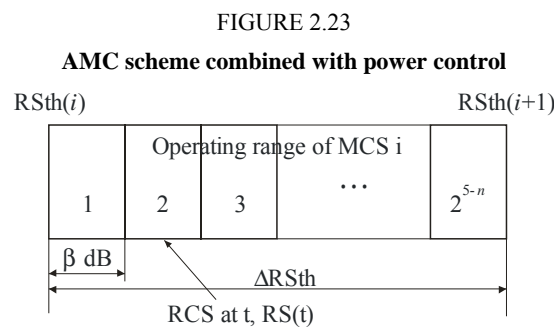 FIGURE 2.23
AMC scheme combined with power control
RSth(i) RSth(i+1)
Operating range of MCS i
1 2 3 ... 2^{5-n}
β dB
ΔRSth
RCS at t, RS(t)